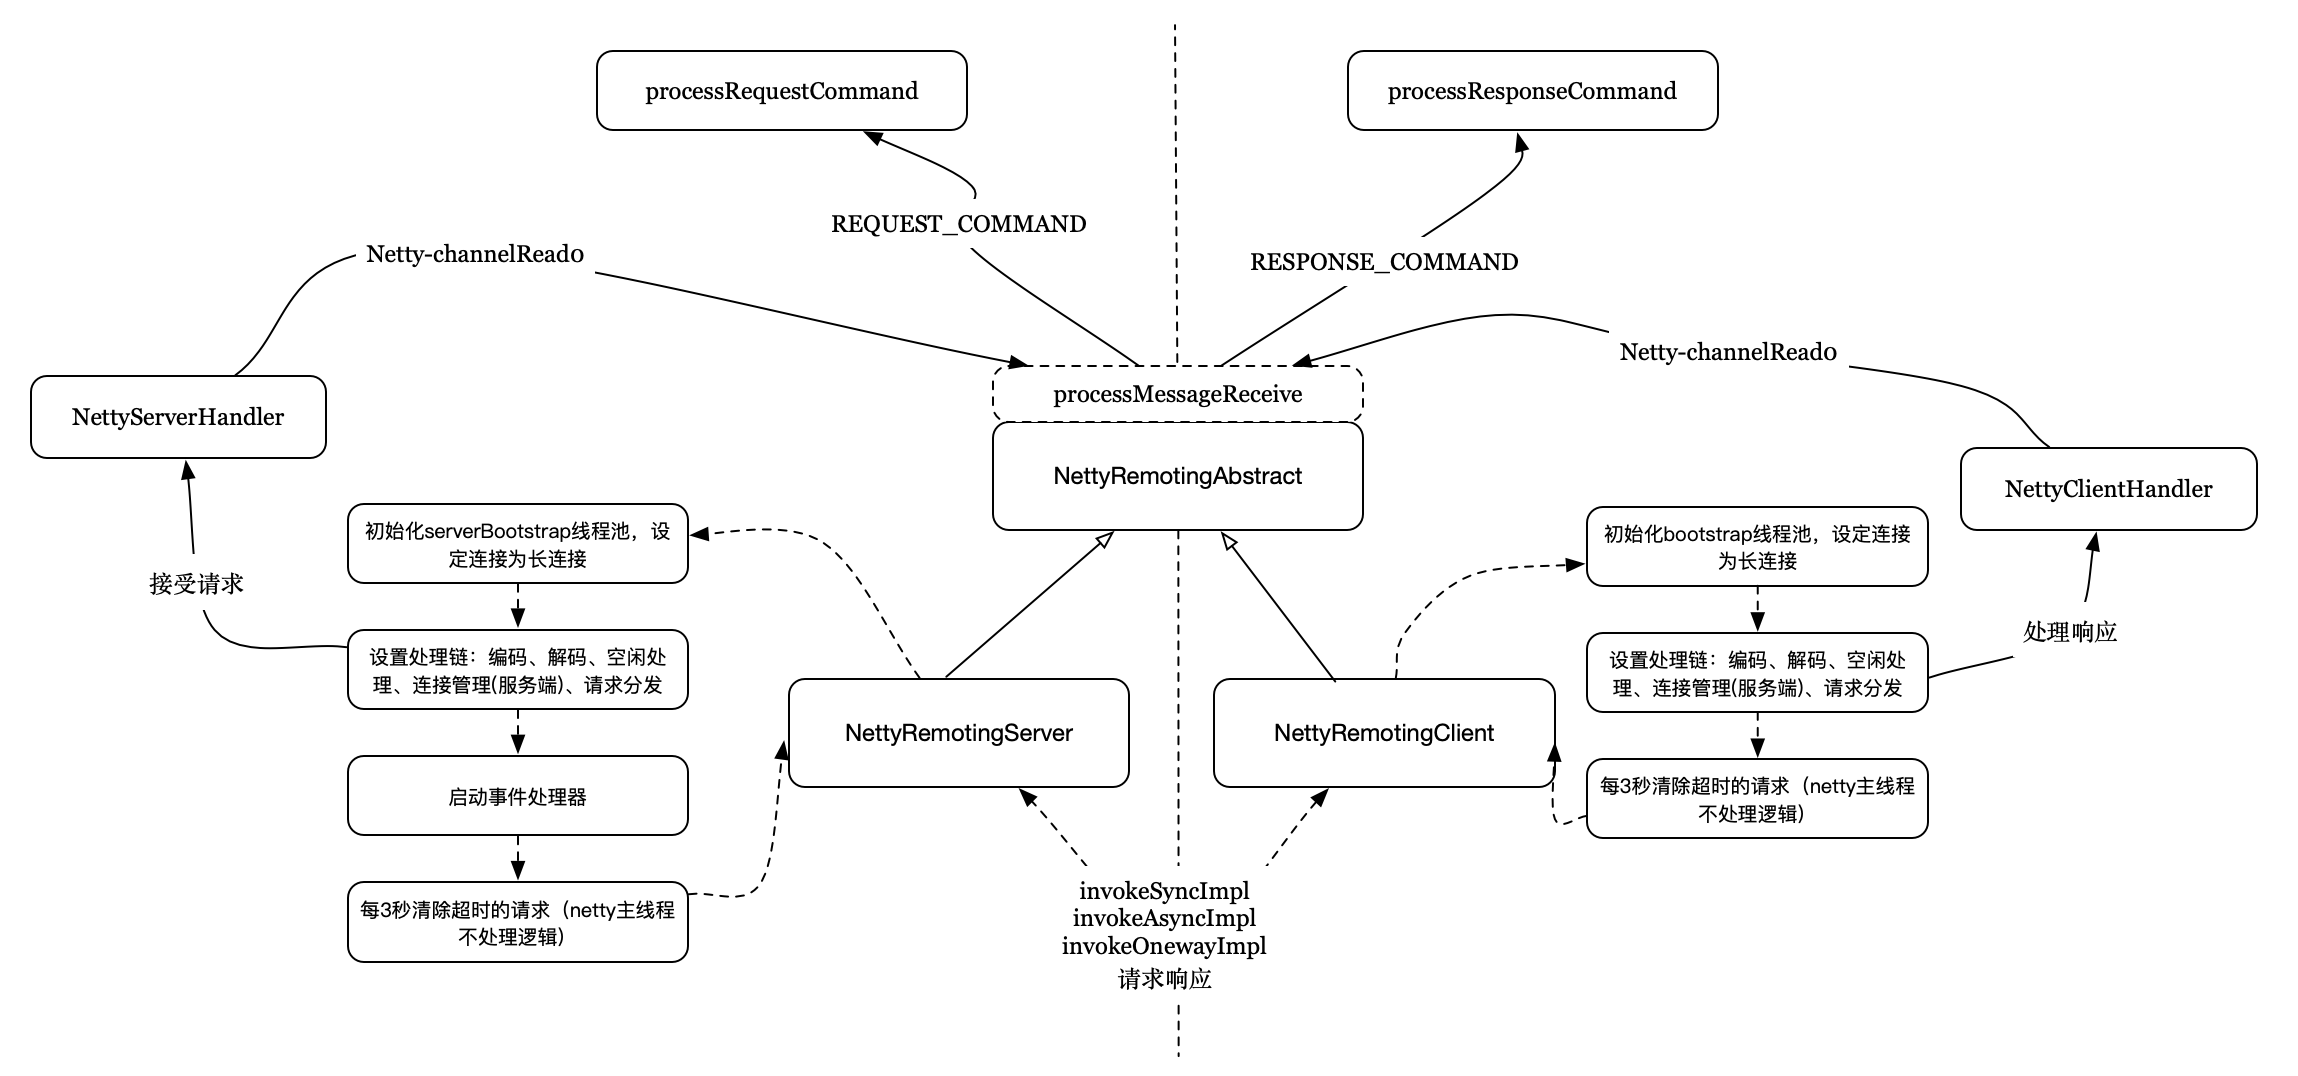 processRequestCommand
processResponseCommand
REQUEST_COMMAND
Netty-channelRead0
RESPONSE_COMMAND
Netty-channelRead0
processMessageReceive
NettyServerHandler
NettyRemotingAbstract
NettyClientHandler
初始化serverBootstrap线程池，设
定连接为长连接
初始化bootstrap线程池，设定连接
为长连接
接受请求
处理响应
设置处理链：编码、解码、空闲处
理、连接管理(服务端)、请求分发
设置处理链：编码、解码、空闲处
理、连接管理(服务端)、请求分发
NettyRemotingServer
NettyRemotingClient
启动事件处理器
每3秒清除超时的请求（netty主线程
不处理逻辑）
每3秒清除超时的请求（netty主线程
不处理逻辑）
invokeSyncImpl
invokeAsyncImpl
invokeOnewayImpl
请求响应